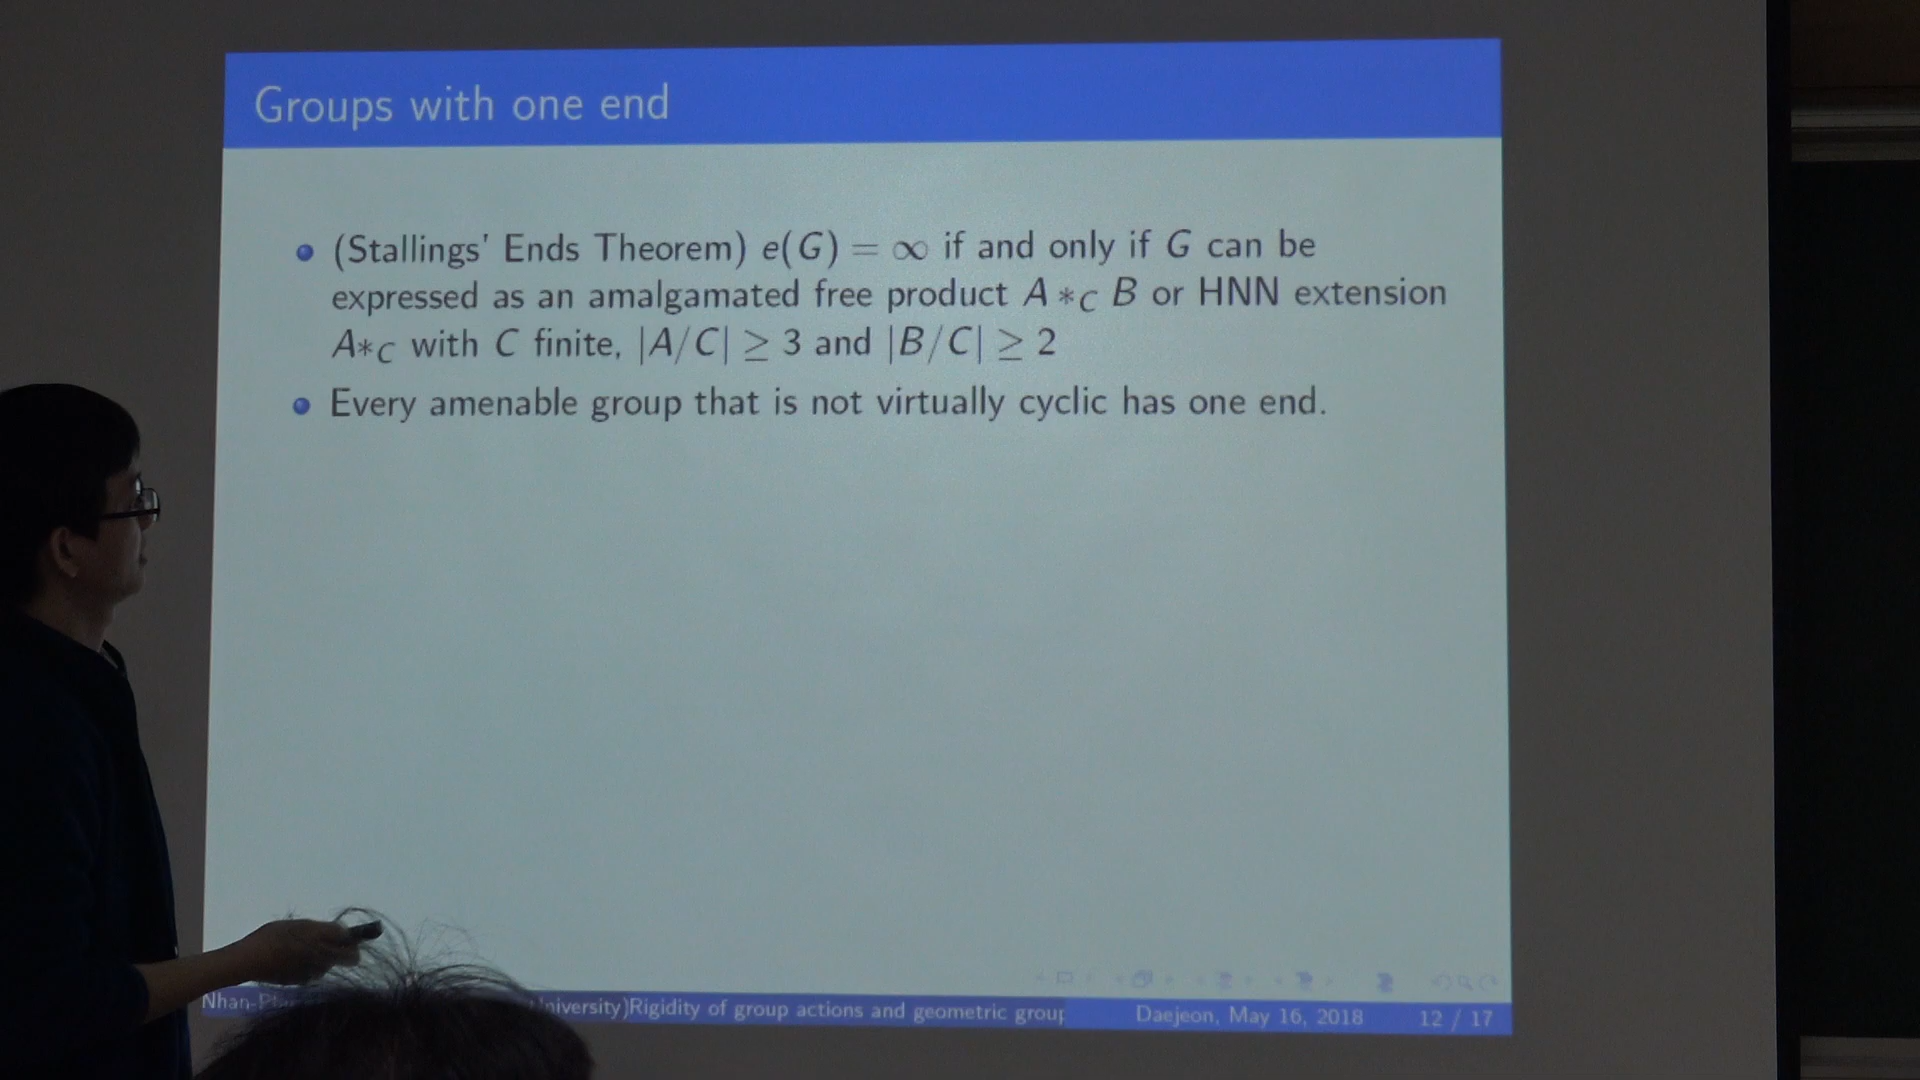 Groups with one end
(Stallings' Ends Theorem) e(G) = ∞ if and only if G can be
expressed as an amalgamated free product A *_C B or HNN extension
A*_C with C finite, |A/C| ≥ 3 and |B/C| ≥ 2
Every amenable group that is not virtually cyclic has one end.
Rigidity of group actions and geometric Daejeon, May 16, 2018 12 / 17